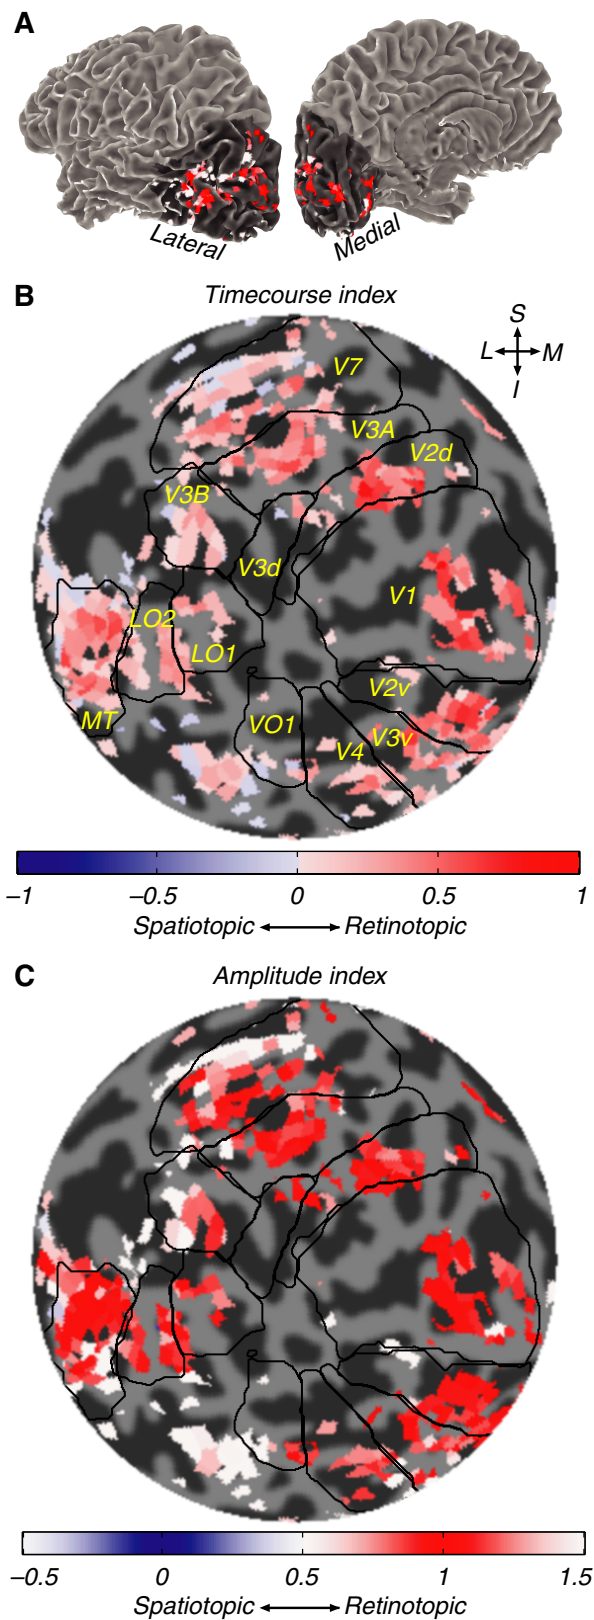 A
Lateral
Medial
B
Timecourse index
S
L M
I
V7
V3A
V2d
V3B
V3d
V1
LO2
LO1
V2v
MT
VO1
V4
V3v
−1 −0.5 0 0.5 1
Spatiotopic Retinotopic
C
Amplitude index
−0.5 0 0.5 1 1.5
Spatiotopic Retinotopic